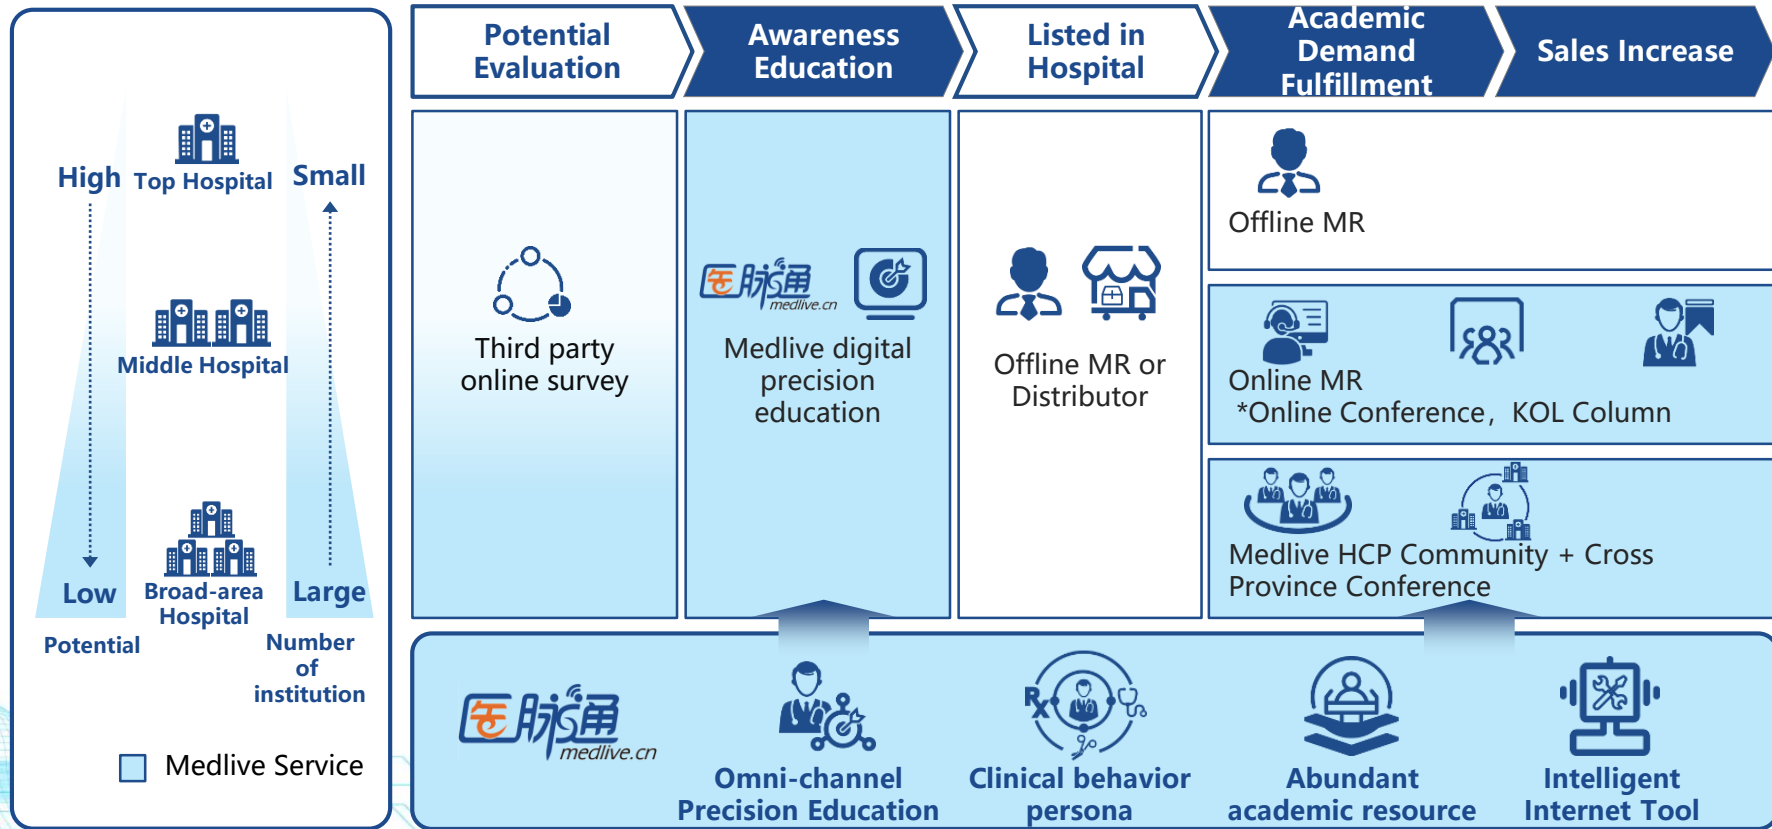 High
Top Hospital
Small
Middle Hospital
Low
Broad-area
Hospital
Large
Potential
Number
of
institution
Medlive Service
Potential
Evaluation
Awareness
Education
Listed in
Hospital
Academic
Demand
Fulfillment
Sales Increase
Third party
online survey
医脉通
medlive.cn
Medlive digital
precision
education
Offline MR or
Distributor
Offline MR
Online MR
*Online Conference，KOL Column
Medlive HCP Community + Cross
Province Conference
医脉通
medlive.cn
Omni-channel
Precision Education
Rx
Clinical behavior
persona
Abundant
academic resource
Intelligent
Internet Tool